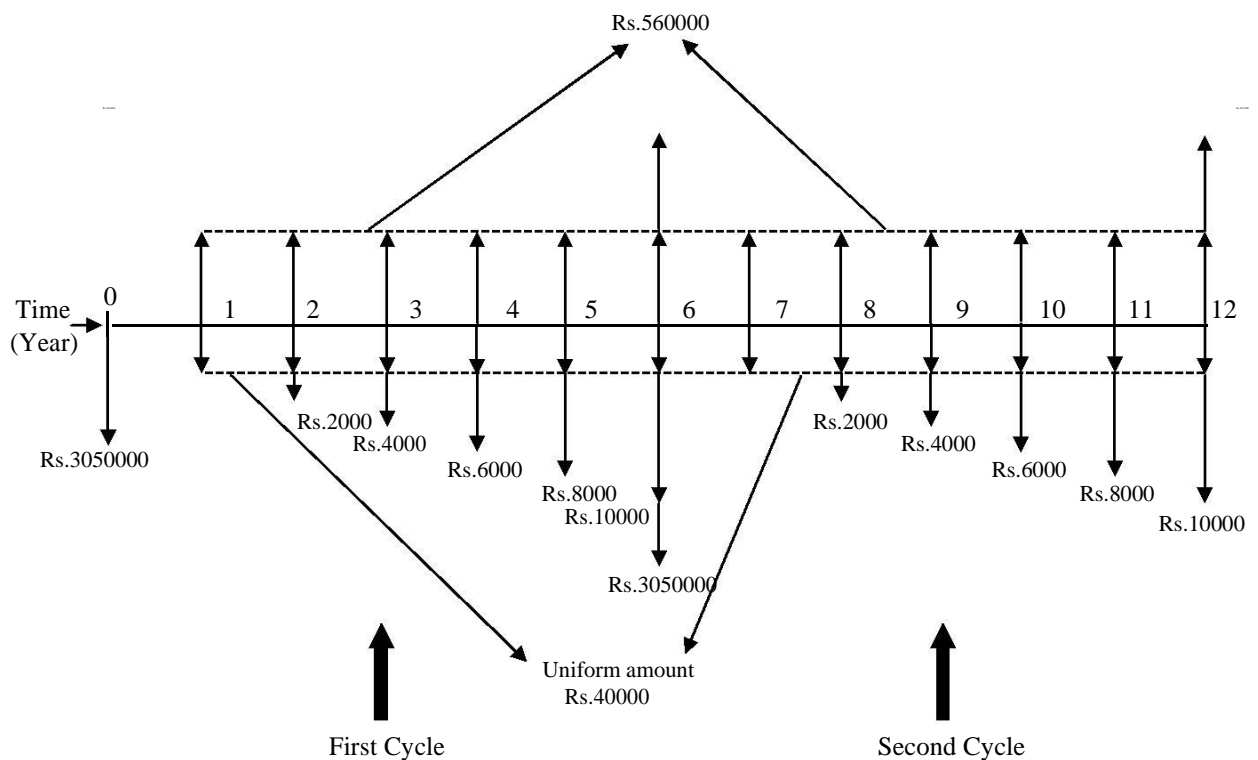 Rs.560000
0
Time
(Year)
1 2 3 4 5 6 7 8 9 10 11 12
Rs.2000
Rs.4000
Rs.6000
Rs.8000
Rs.10000
Rs.3050000
Rs.3050000
Rs.2000
Rs.4000
Rs.6000
Rs.8000
Rs.10000
Uniform amount
Rs.40000
First Cycle
Second Cycle